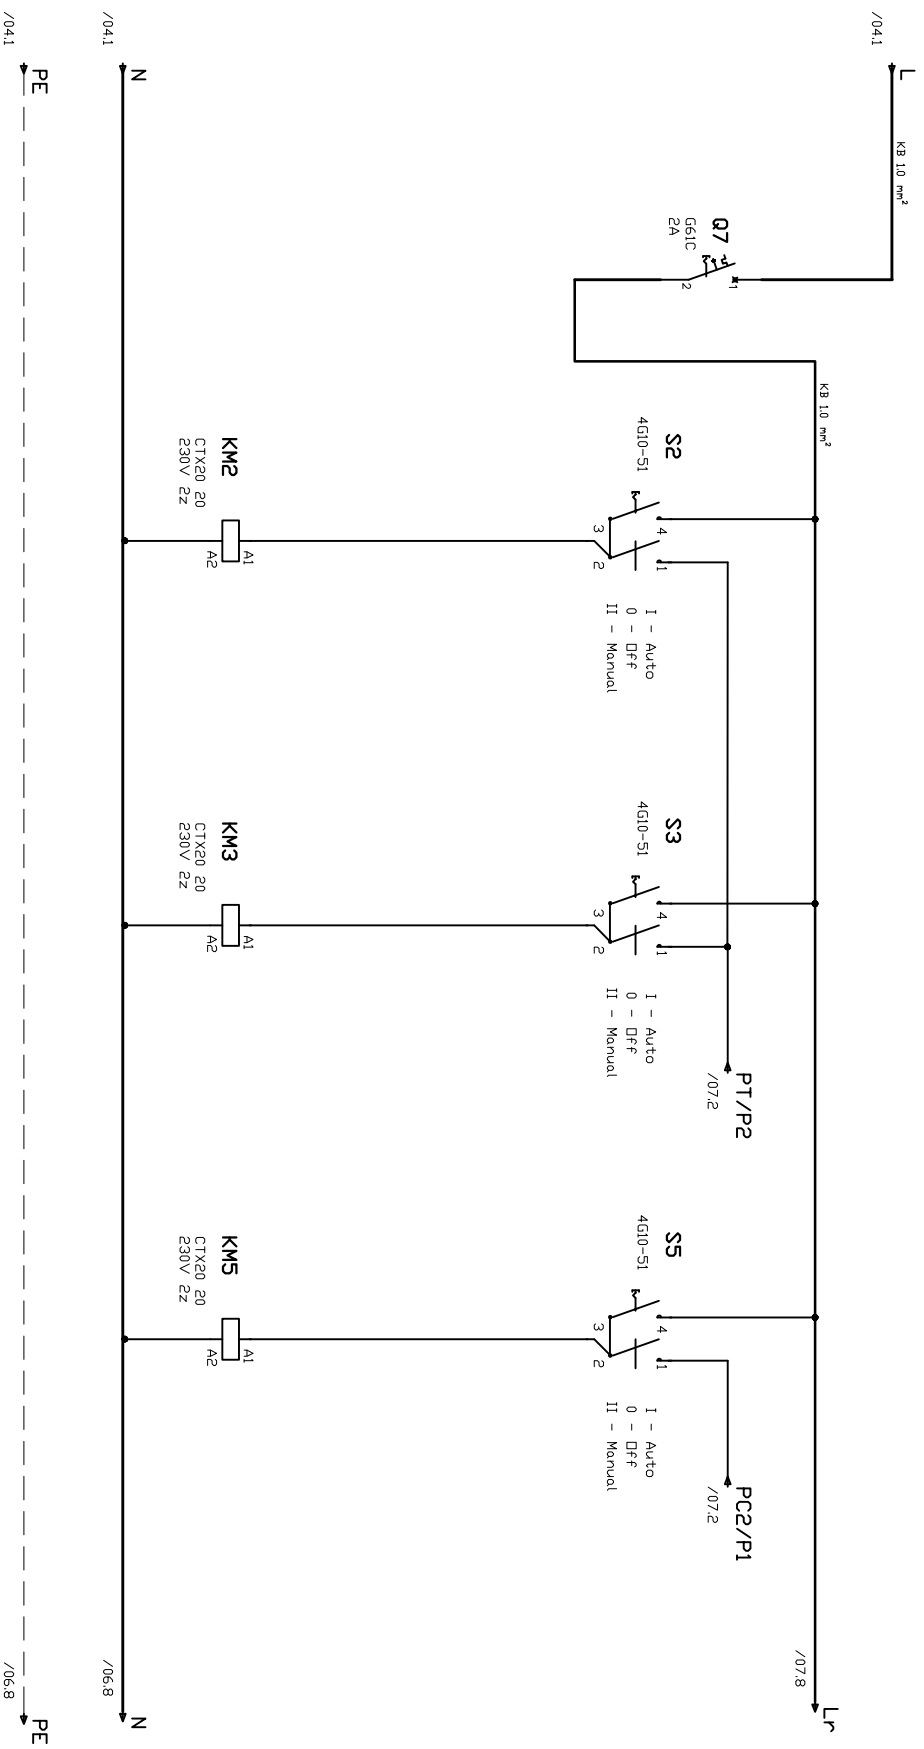 /04.1
L
KB 1.0 mm²
Q7
G61C
2A
1
2
KB 1.0 mm²
/07.8
Lr
S2
4G10-51
4
1
3
2
I - Auto
0 - Off
II - Manual
S3
4G10-51
4
1
3
2
I - Auto
0 - Off
II - Manual
PT/P2
/07.2
S5
4G10-51
4
1
3
2
I - Auto
0 - Off
II - Manual
PC2/P1
/07.2
KM2
CTX20 20
230V 2z
A1
A2
KM3
CTX20 20
230V 2z
A1
A2
KM5
CTX20 20
230V 2z
A1
A2
/04.1
N
/06.8
N
/04.1
PE
/06.8
PE